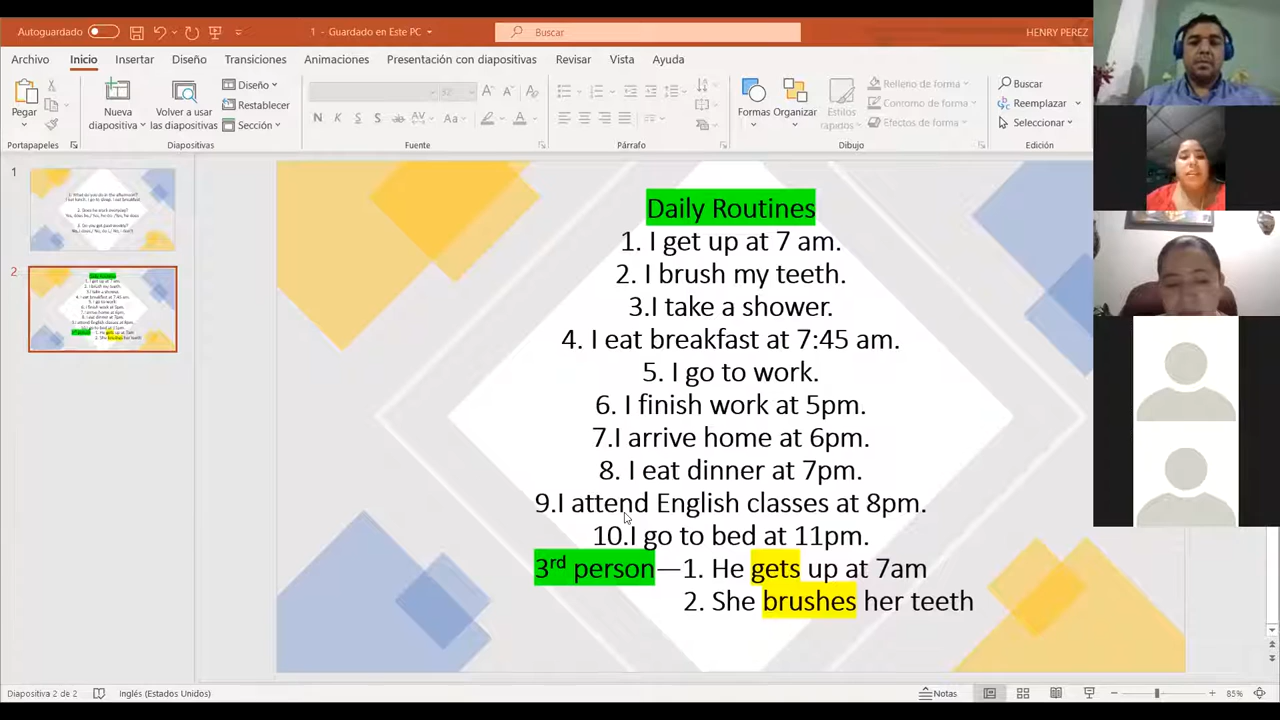 Autoguardado
1 - Guardado en Este PC
Buscar
HENRY PEREZ
Archivo Inicio Insertar Diseño Transiciones Animaciones Presentación con diapositivas Revisar Vista Ayuda
Pegar
Nueva diapositiva
Volver a usar las diapositivas
Diseño
Restablecer
Sección
N K S ab AV Aa A
Formas
Organizar
Estilos rápidos
Relleno de forma
Contorno de forma
Efectos de forma
Buscar
Reemplazar
Seleccionar
Portapapeles Diapositivas Fuente Párrafo Dibujo Edición
1
2
Daily Routines
1. I get up at 7 am.
2. I brush my teeth.
3.I take a shower.
4. I eat breakfast at 7:45 am.
5. I go to work.
6. I finish work at 5pm.
7.I arrive home at 6pm.
8. I eat dinner at 7pm.
9.I attend English classes at 8pm.
10.I go to bed at 11pm.
3rd person—1. He gets up at 7am
2. She brushes her teeth
Diapositiva 2 de 2 Inglés (Estados Unidos) Notas 85%